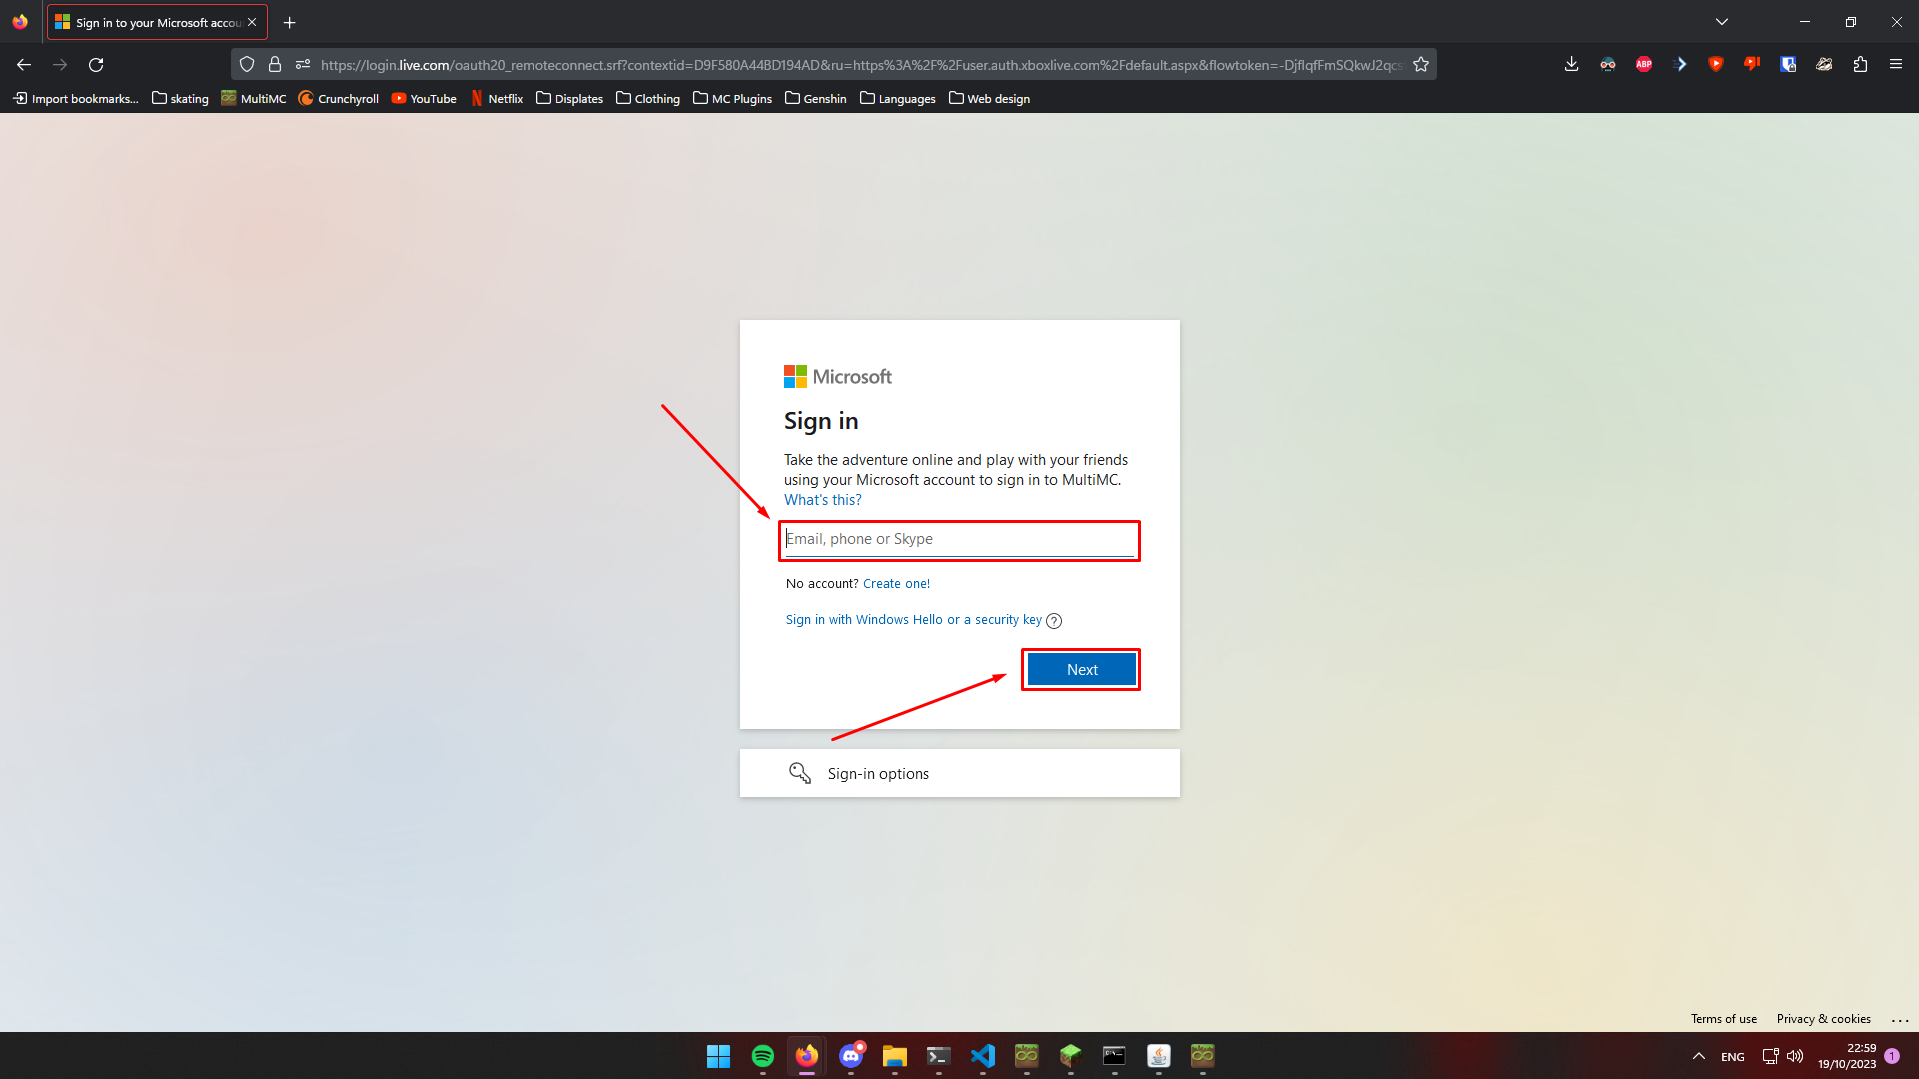 Sign in to your Microsoft accou
https://login.live.com/oauth20_remoteconnect.srf?contextid=D9F580A44BD194AD&ru=https%3A%2F%2Fuser.auth.xboxlive.com%2Fdefault.aspx&flowtoken=-DjflqfFmSQkwJ2qcs
ABP
Import bookmarks... skating MultiMC Crunchyroll YouTube Netflix Displates Clothing MC Plugins Genshin Languages Web design
Microsoft
Sign in
Take the adventure online and play with your friends
using your Microsoft account to sign in to MultiMC.
What's this?
Email, phone or Skype
No account? Create one!
Sign in with Windows Hello or a security key ?
Next
Sign-in options
Terms of use Privacy & cookies ...
ENG
22:59
19/10/2023
1